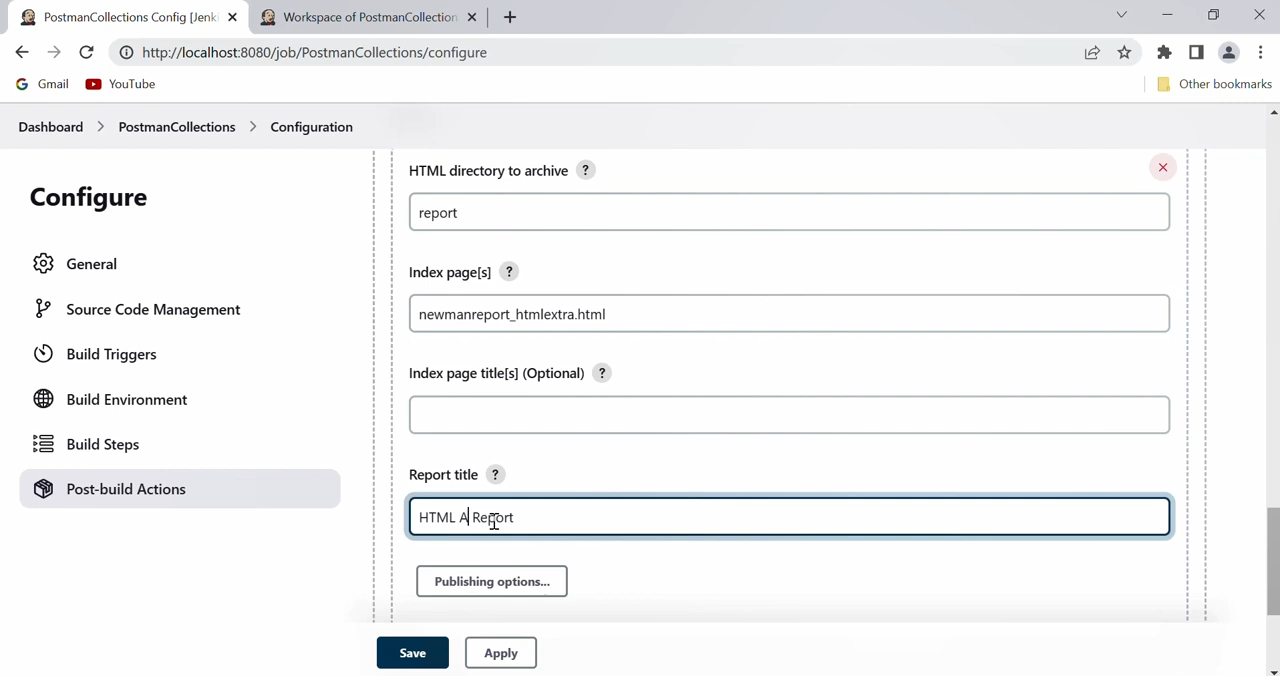 PostmanCollections Config [Jenki
Workspace of PostmanCollection
http://localhost:8080/job/PostmanCollections/configure
Gmail
YouTube
Other bookmarks
Dashboard > PostmanCollections > Configuration
Configure
General
Source Code Management
Build Triggers
Build Environment
Build Steps
Post-build Actions
HTML directory to archive ?
report
Index page[s] ?
newmanreport_htmlextra.html
Index page title[s] (Optional) ?
Report title ?
HTML A Report
Publishing options...
Save
Apply